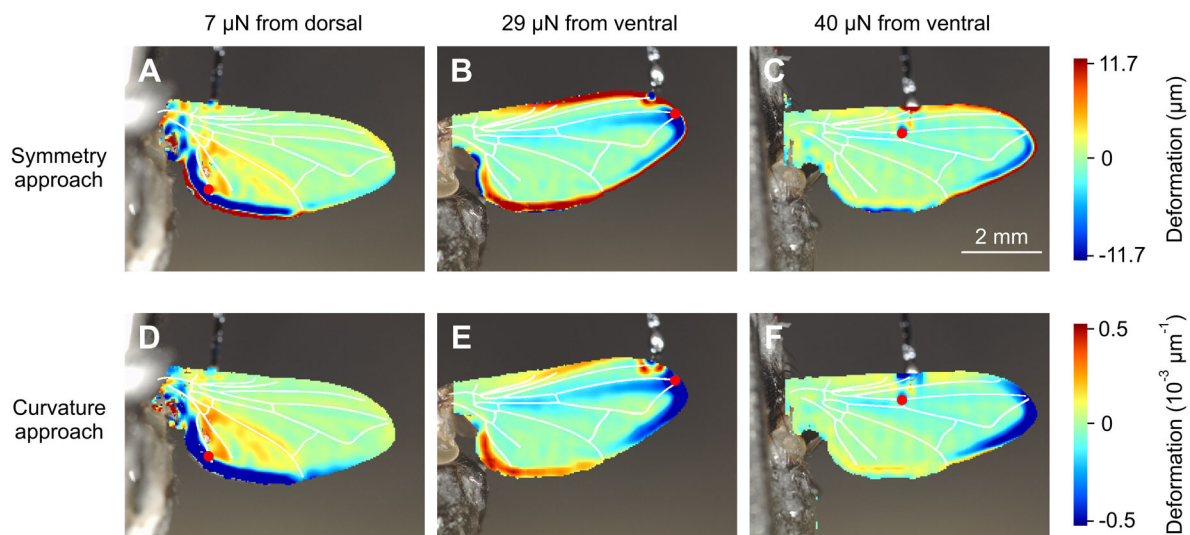 7 µN from dorsal
29 µN from ventral
40 µN from ventral
A
B
C
Symmetry
approach
2 mm
11.7
0
-11.7
Deformation (µm)
D
E
F
Curvature
approach
0.5
0
-0.5
Deformation (10⁻³ µm⁻¹)